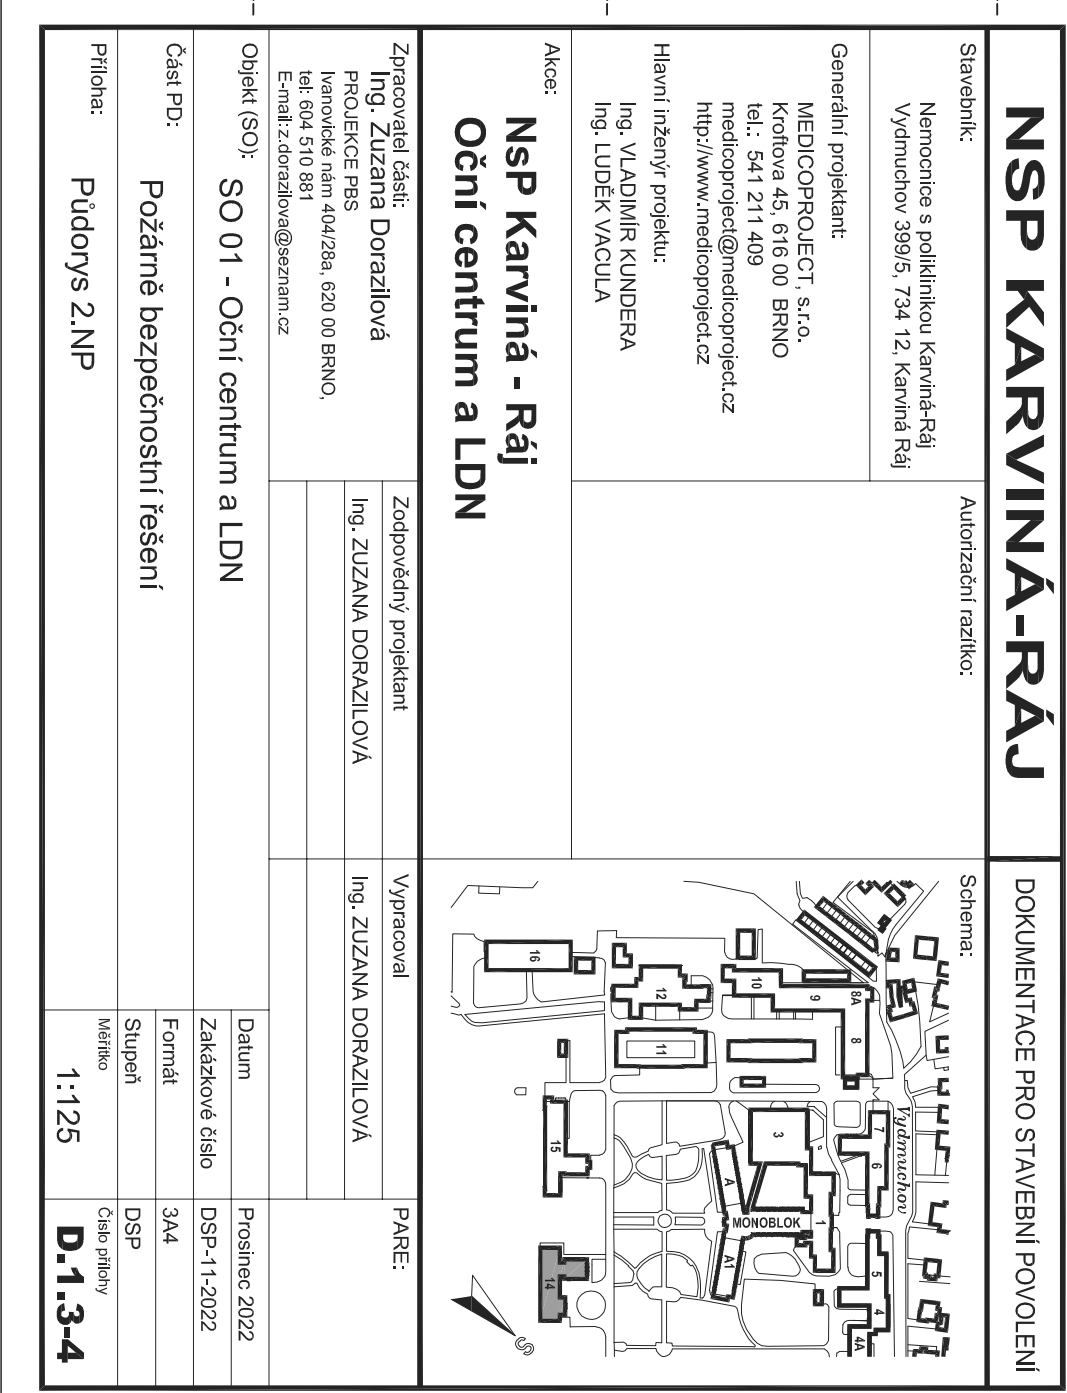 NSP KARVINÁ-RÁJ
DOKUMENTACE PRO STAVEBNÍ POVOLENÍ
Stavebník:
Nemocnice s poliklinikou Karviná-Ráj
Vydmuchov 399/5, 734 12, Karviná Ráj
Autorizační razítko:
Schema:
Generální projektant:
MEDICOPROJECT, s.r.o.
Kroftova 45, 616 00 BRNO
tel.: 541 211 409
medicoproject@medicoproject.cz
http://www.medicoproject.cz
Hlavní inženýr projektu:
Ing. VLADIMÍR KUNDERA
Ing. LUDĚK VACULA
Vydmuchov
8A
8
9
10
12
11
16
7
6
5
4
4A
3
1
MONOBLOK
A
A1
15
14
S
Akce:
NsP Karviná - Ráj
Oční centrum a LDN
Zpracovatel části:
Ing. Zuzana Dorazilová
PROJEKCE PBS
Ivanovické nám 404/28a, 620 00 BRNO,
tel: 604 510 881
E-mail:z.dorazilova@seznam.cz
Zodpovědný projektant
Ing. ZUZANA DORAZILOVÁ
Vypracoval
Ing. ZUZANA DORAZILOVÁ
PARE:
Objekt (SO):
SO 01 - Oční centrum a LDN
Datum
Prosinec 2022
Zakázkové číslo
DSP-11-2022
Část PD:
Požárně bezpečnostní řešení
Formát
3A4
Stupeň
DSP
Příloha:
Půdorys 2.NP
Měřítko
1:125
Číslo přílohy
D.1.3-4